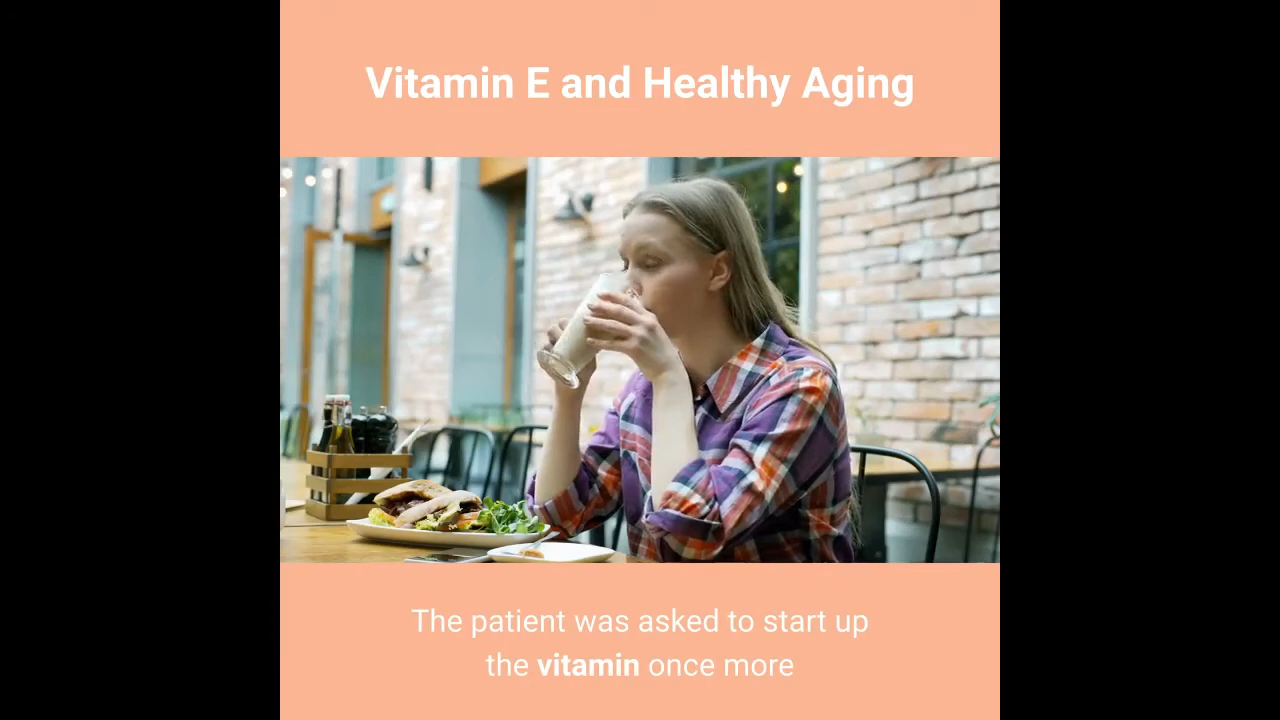 Vitamin E and Healthy Aging
The patient was asked to start up
the vitamin once more